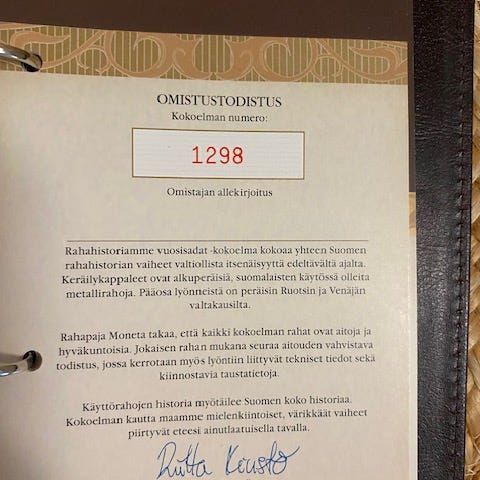 OMISTUSTODISTUS
Kokoelman numero:
1298
Omistajan allekirjoitus
Rahahistoriamme vuosisadat -kokoelma kokoaa yhteen Suomen
rahahistorian vaiheet valtiollista itsenäisyyttä edeltävältä ajalta.
Keräilykappaleet ovat alkuperäisiä, suomalaisten käytössä olleita
metallirahoja. Pääosa lyönneistä on peräisin Ruotsin ja Venäjän
valtakausilta.
Rahapaja Moneta takaa, että kaikki kokoelman rahat ovat aitoja ja
hyväkuntoisia. Jokaisen rahan mukana seuraa aitouden vahvistava
todistus, jossa kerrotaan myös lyöntiin liittyvät tekniset tiedot sekä
kiinnostavia taustatietoja.
Käyttörahojen historia myötäilee Suomen koko historiaa.
Kokoelman kautta maamme mielenkiintoiset, värikkäät vaiheet
piirtyvät eteesi ainutlaatuisella tavalla.